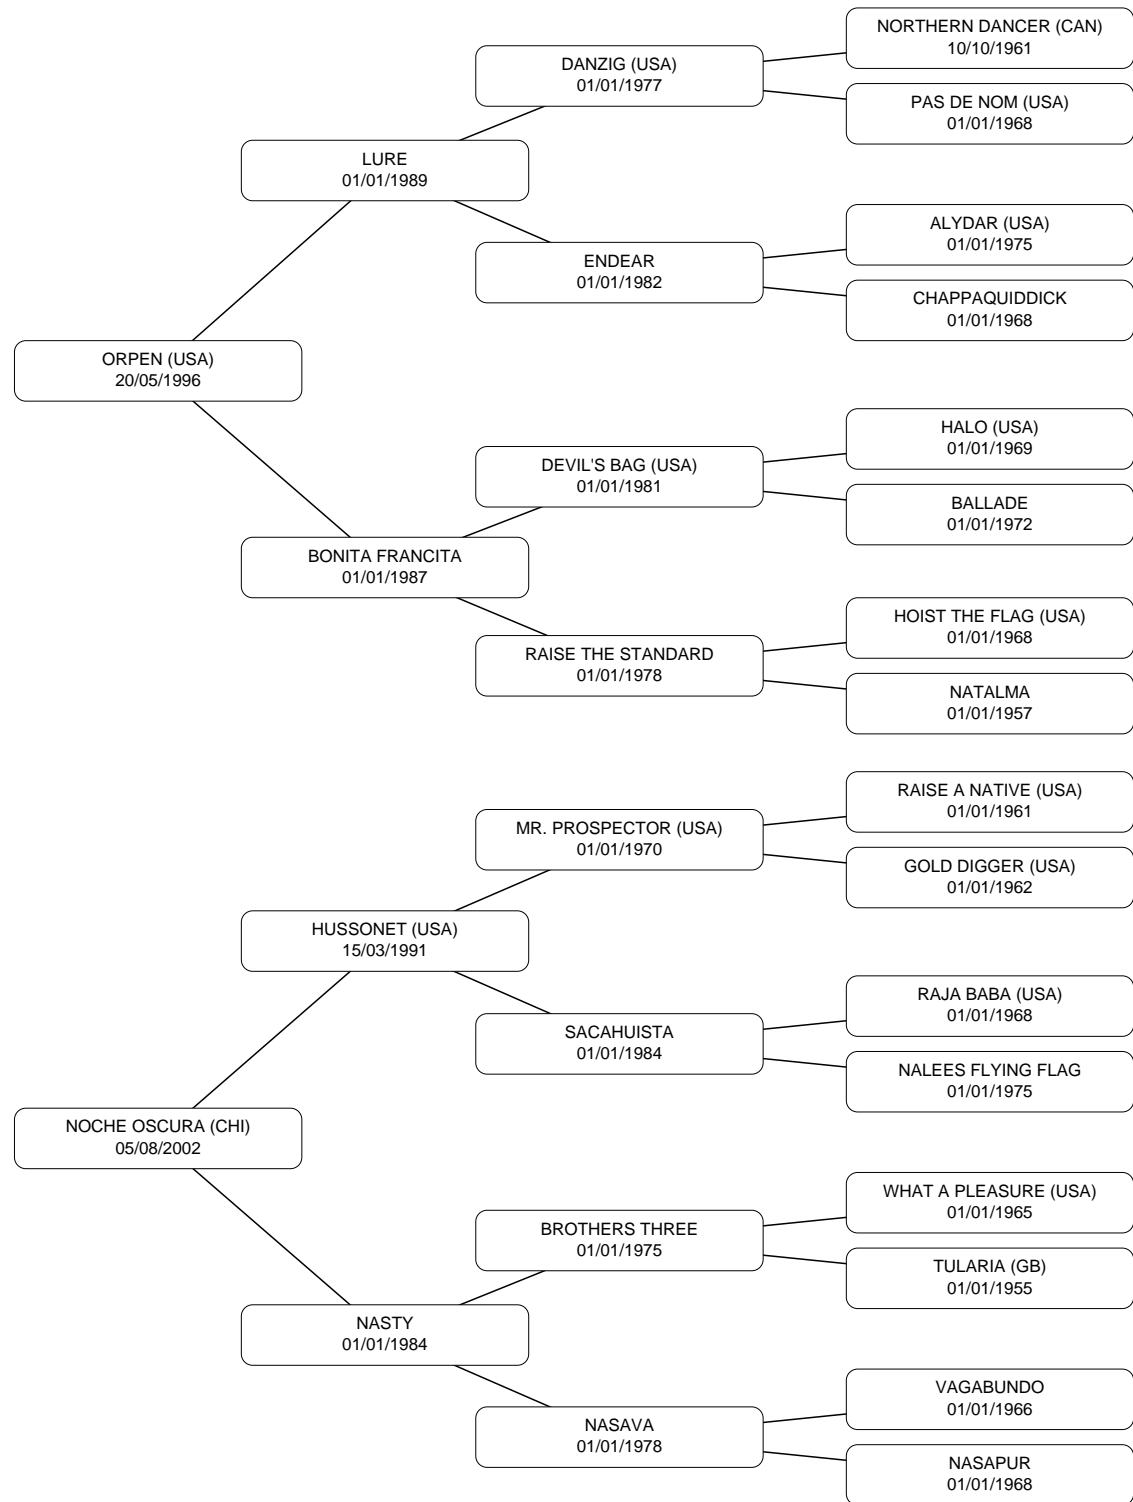 NORTHERN DANCER (CAN)
10/10/1961
DANZIG (USA)
01/01/1977
PAS DE NOM (USA)
01/01/1968
LURE
01/01/1989
ALYDAR (USA)
01/01/1975
ENDEAR
01/01/1982
CHAPPAQUIDDICK
01/01/1968
ORPEN (USA)
20/05/1996
HALO (USA)
01/01/1969
DEVIL'S BAG (USA)
01/01/1981
BALLADE
01/01/1972
BONITA FRANCITA
01/01/1987
HOIST THE FLAG (USA)
01/01/1968
RAISE THE STANDARD
01/01/1978
NATALMA
01/01/1957
RAISE A NATIVE (USA)
01/01/1961
MR. PROSPECTOR (USA)
01/01/1970
GOLD DIGGER (USA)
01/01/1962
HUSSONET (USA)
15/03/1991
RAJA BABA (USA)
01/01/1968
SACAHUISTA
01/01/1984
NALEES FLYING FLAG
01/01/1975
NOCHE OSCURA (CHI)
05/08/2002
WHAT A PLEASURE (USA)
01/01/1965
BROTHERS THREE
01/01/1975
TULARIA (GB)
01/01/1955
NASTY
01/01/1984
VAGABUNDO
01/01/1966
NASAVA
01/01/1978
NASAPUR
01/01/1968